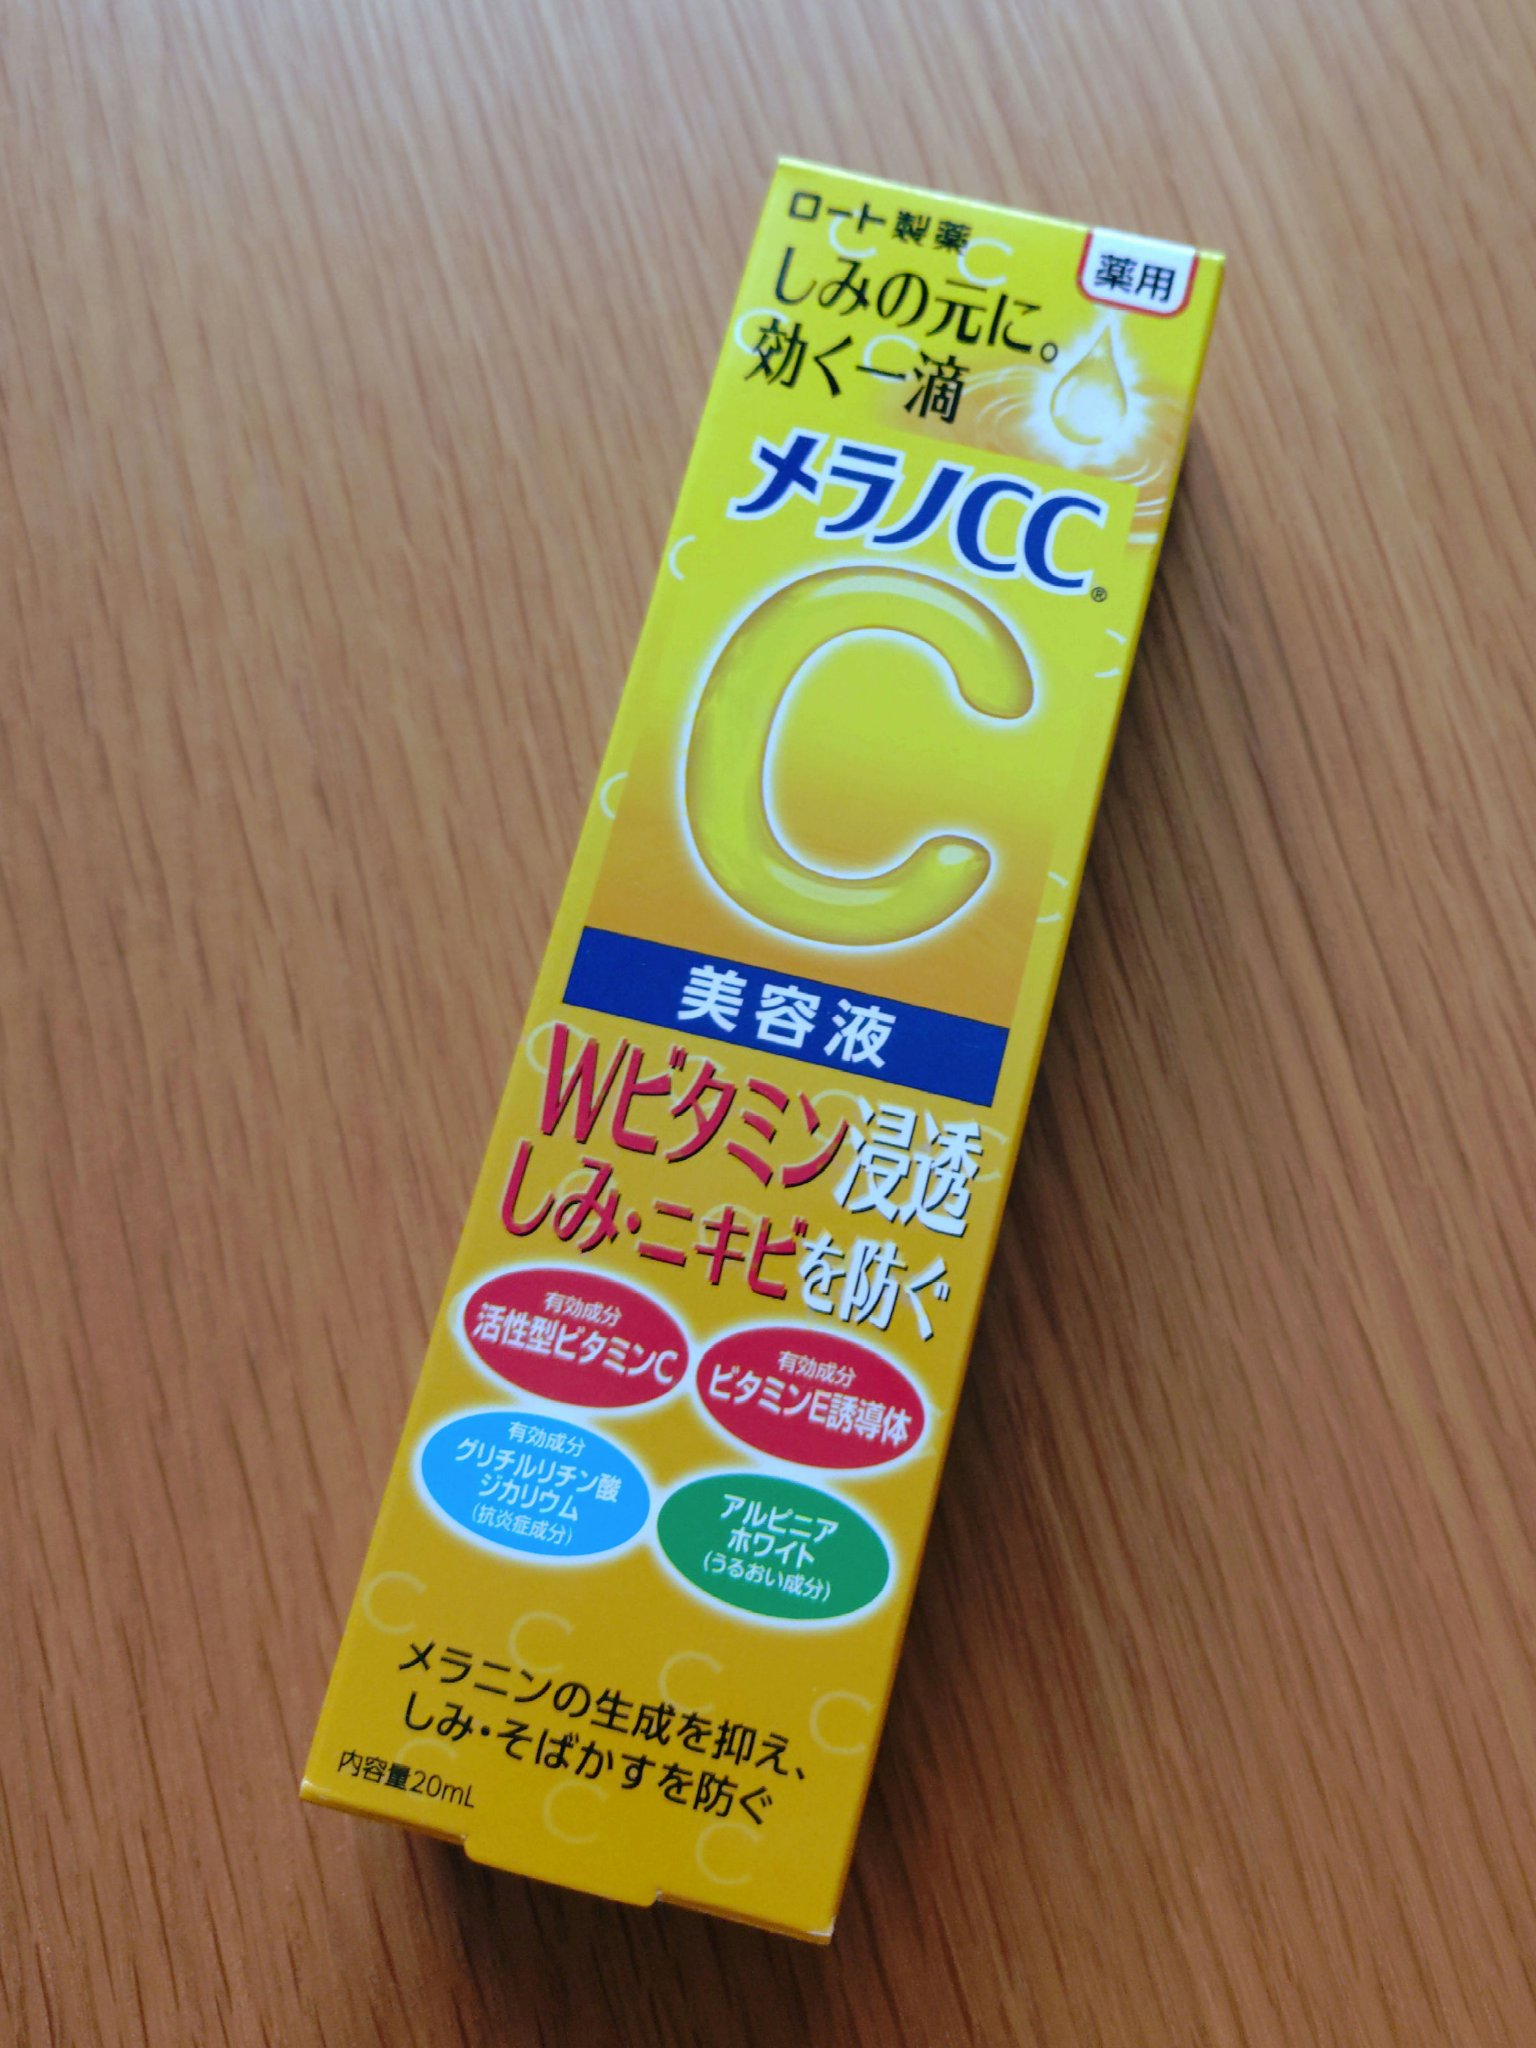 ロート製薬
薬用
しみの元に。
効く一滴
メラノCC®
C
美容液
Wビタミン浸透
しみ・ニキビを防ぐ
有効成分
活性型ビタミンC
有効成分
ビタミンE誘導体
有効成分
グリチルリチン酸
ジカリウム
(抗炎症成分)
アルピニア
ホワイト
(うるおい成分)
メラニンの生成を抑え、
しみ・そばかすを防ぐ
内容量20mL